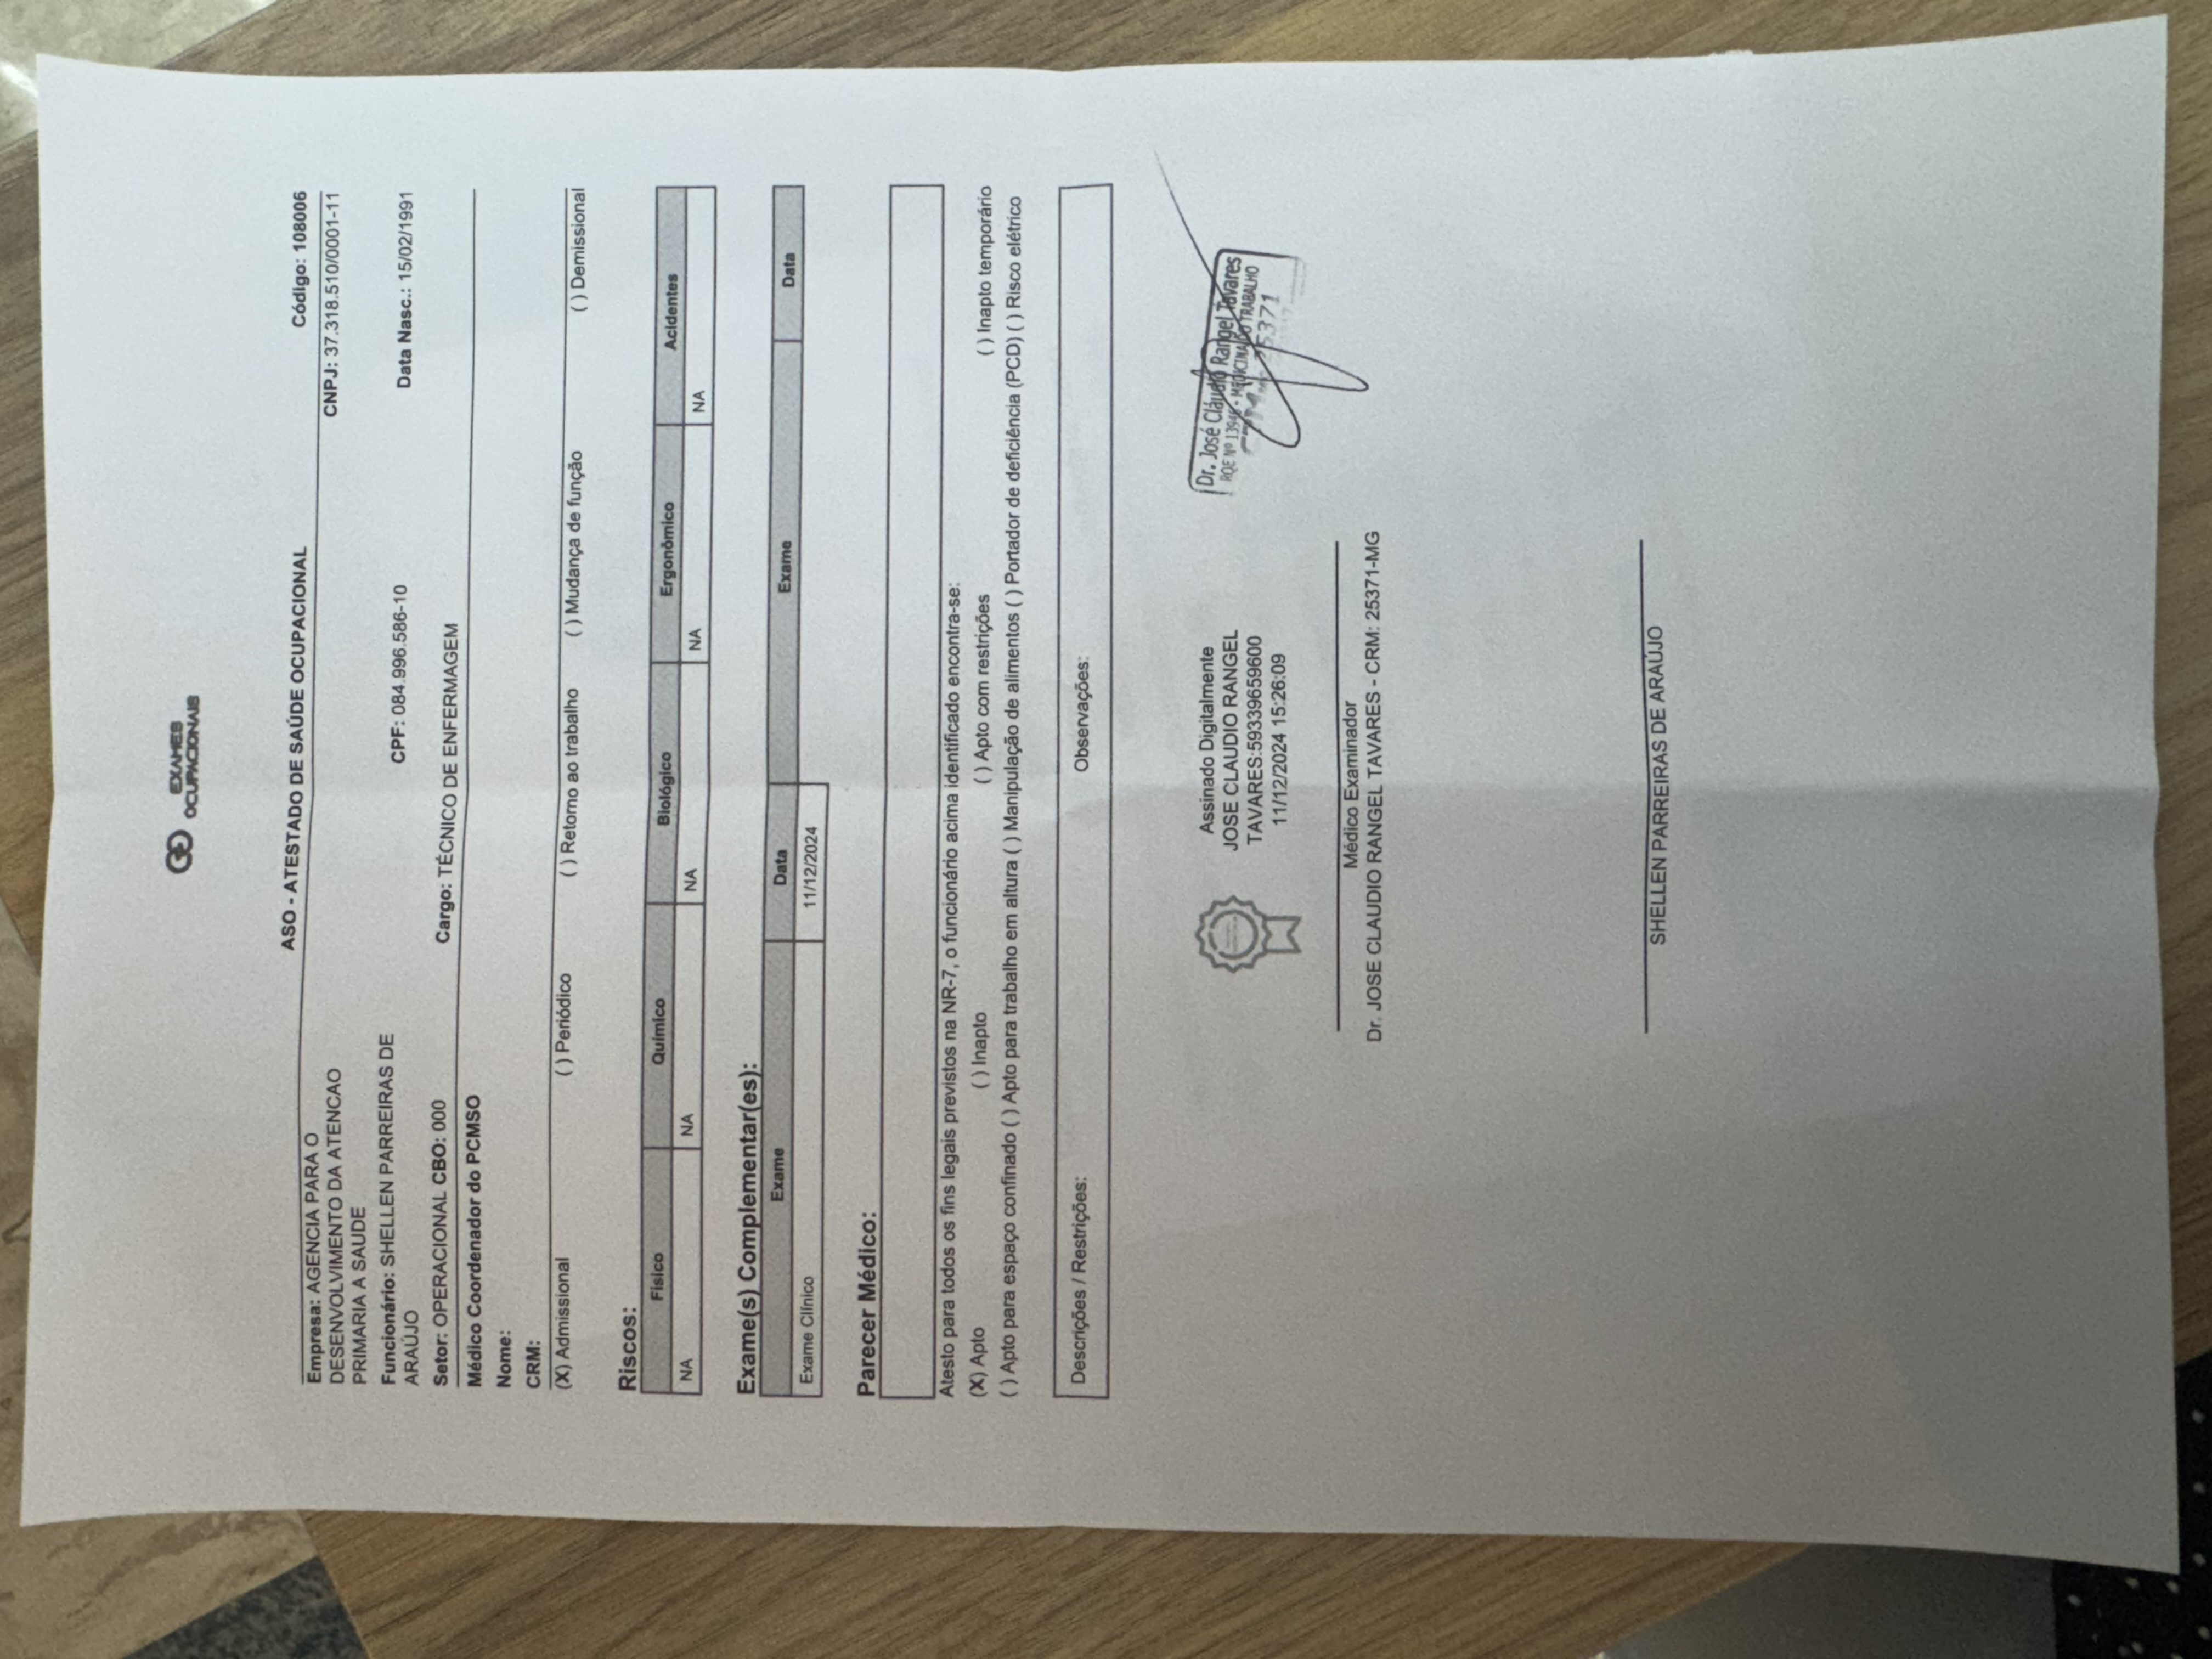 EXAMES
OCUPACIONAIS
ASO - ATESTADO DE SAÚDE OCUPACIONAL
Código: 108006
Empresa: AGENCIA PARA O
DESENVOLVIMENTO DA ATENCAO
PRIMARIA A SAUDE
CNPJ: 37.318.510/0001-11
Funcionário: SHELLEN PARREIRAS DE
ARAÚJO
CPF: 084.996.586-10
Data Nasc.: 15/02/1991
Setor: OPERACIONAL CBO: 000
Cargo: TÉCNICO DE ENFERMAGEM
Médico Coordenador do PCMSO
Nome:
CRM:
(X) Admissional ( ) Periódico ( ) Retorno ao trabalho ( ) Mudança de função ( ) Demissional
Riscos:
Físico Químico Biológico Ergonômico Acidentes
NA NA NA NA NA
Exame(s) Complementar(es):
Exame Data Exame Data
Exame Clínico 11/12/2024
Parecer Médico:
Atesto para todos os fins legais previstos na NR-7, o funcionário acima identificado encontra-se:
(X) Apto ( ) Inapto ( ) Apto com restrições ( ) Inapto temporário
( ) Apto para espaço confinado ( ) Apto para trabalho em altura ( ) Manipulação de alimentos ( ) Portador de deficiência (PCD) ( ) Risco elétrico
Descrições / Restrições: Observações:
Assinado Digitalmente
JOSE CLAUDIO RANGEL
TAVARES:59339659600
11/12/2024 15:26:09
Dr. José Cláudio Rangel Tavares
RQE Nº 13946 - MEDICINA DO TRABALHO
25371
Médico Examinador
Dr. JOSE CLAUDIO RANGEL TAVARES - CRM: 25371-MG
SHELLEN PARREIRAS DE ARAÚJO